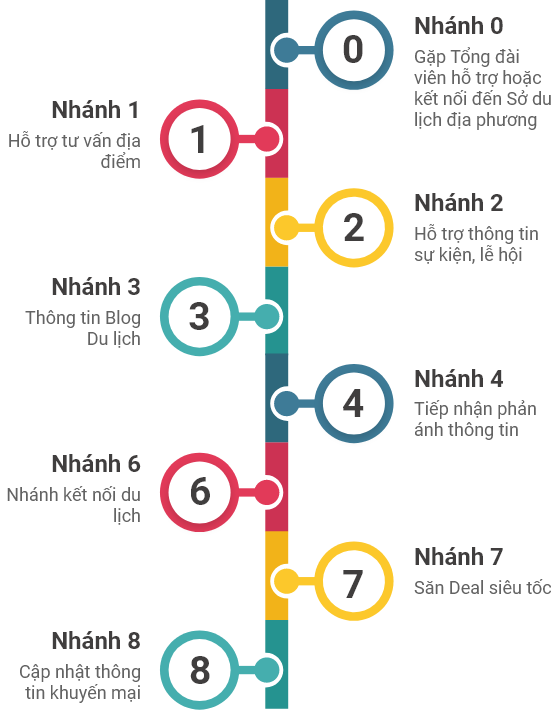 0
Nhánh 0
Gặp Tổng đài
viên hỗ trợ hoặc
kết nối đến Sở du
lịch địa phương
Nhánh 1
Hỗ trợ tư vấn địa
điểm
1
2
Nhánh 2
Hỗ trợ thông tin
sự kiện, lễ hội
Nhánh 3
Thông tin Blog
Du lịch
3
4
Nhánh 4
Tiếp nhận phản
ánh thông tin
Nhánh 6
Nhánh kết nối du
lịch
6
7
Nhánh 7
Săn Deal siêu tốc
Nhánh 8
Cập nhật thông
tin khuyến mại
8